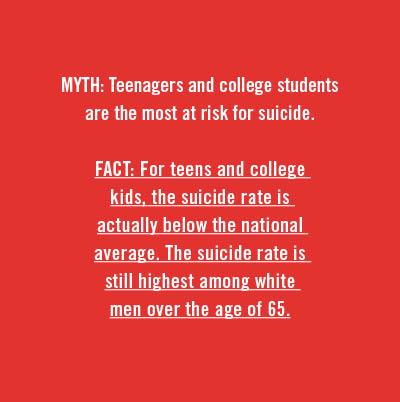 MYTH: Teenagers and college students
are the most at risk for suicide.
FACT: For teens and college
kids, the suicide rate is
actually below the national
average. The suicide rate is
still highest among white
men over the age of 65.